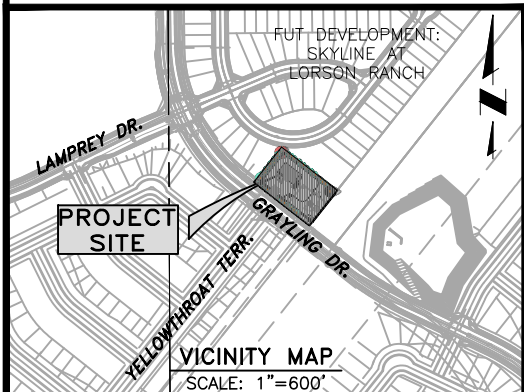 FUT DEVELOPMENT:
SKYLINE AT
LORSON RANCH
LAMPREY DR.
PROJECT
SITE
GRAYLING DR.
YELLOWTHROAT TERR.
VICINITY MAP
SCALE: 1"=600'